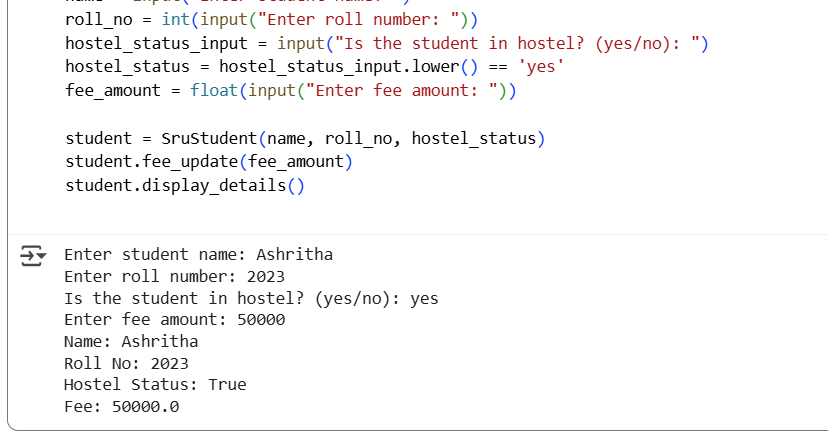 roll_no = int(input("Enter roll number: "))
hostel_status_input = input("Is the student in hostel? (yes/no): ")
hostel_status = hostel_status_input.lower() == 'yes'
fee_amount = float(input("Enter fee amount: "))
student = SruStudent(name, roll_no, hostel_status)
student.fee_update(fee_amount)
student.display_details()
Enter student name: Ashritha
Enter roll number: 2023
Is the student in hostel? (yes/no): yes
Enter fee amount: 50000
Name: Ashritha
Roll No: 2023
Hostel Status: True
Fee: 50000.0